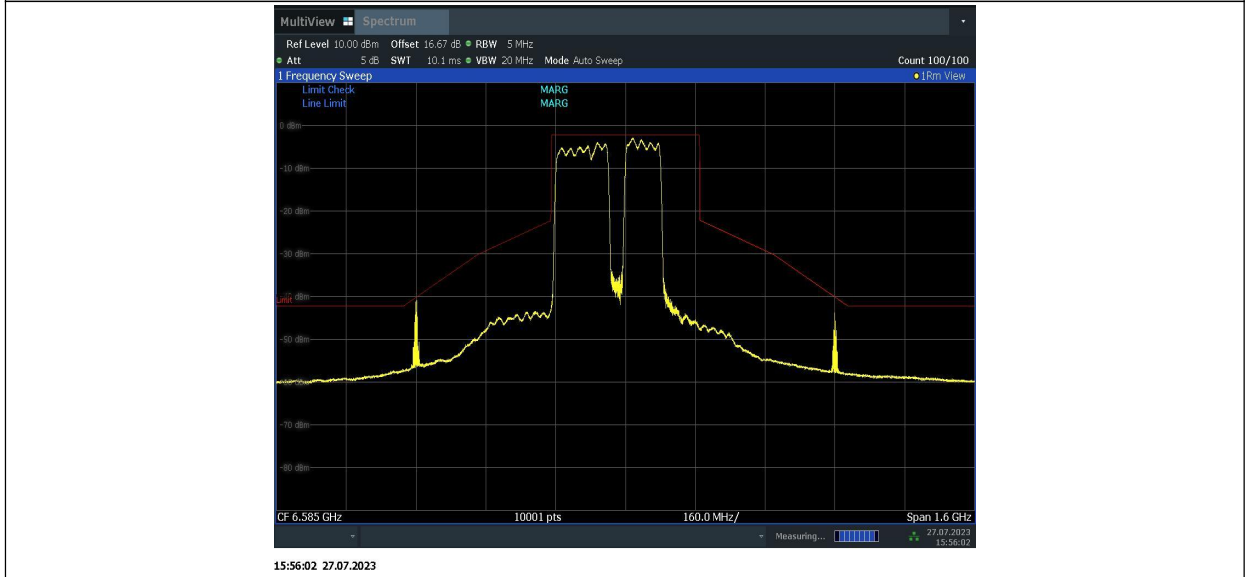 MultiView Spectrum
Ref Level 10.00 dBm Offset 16.67 dB RBW 5 MHz
Att 5 dB SWT 10.1 ms VBW 20 MHz Mode Auto Sweep Count 100/100
1 Frequency Sweep 1Rm View
Limit Check MARG
Line Limit MARG
0 dBm
-10 dBm
-20 dBm
-30 dBm
-50 dBm
-70 dBm
-80 dBm
CF 6.585 GHz 10001 pts 160.0 MHz/ Span 1.6 GHz
Measuring... 27.07.2023
15:56:02
15:56:02 27.07.2023